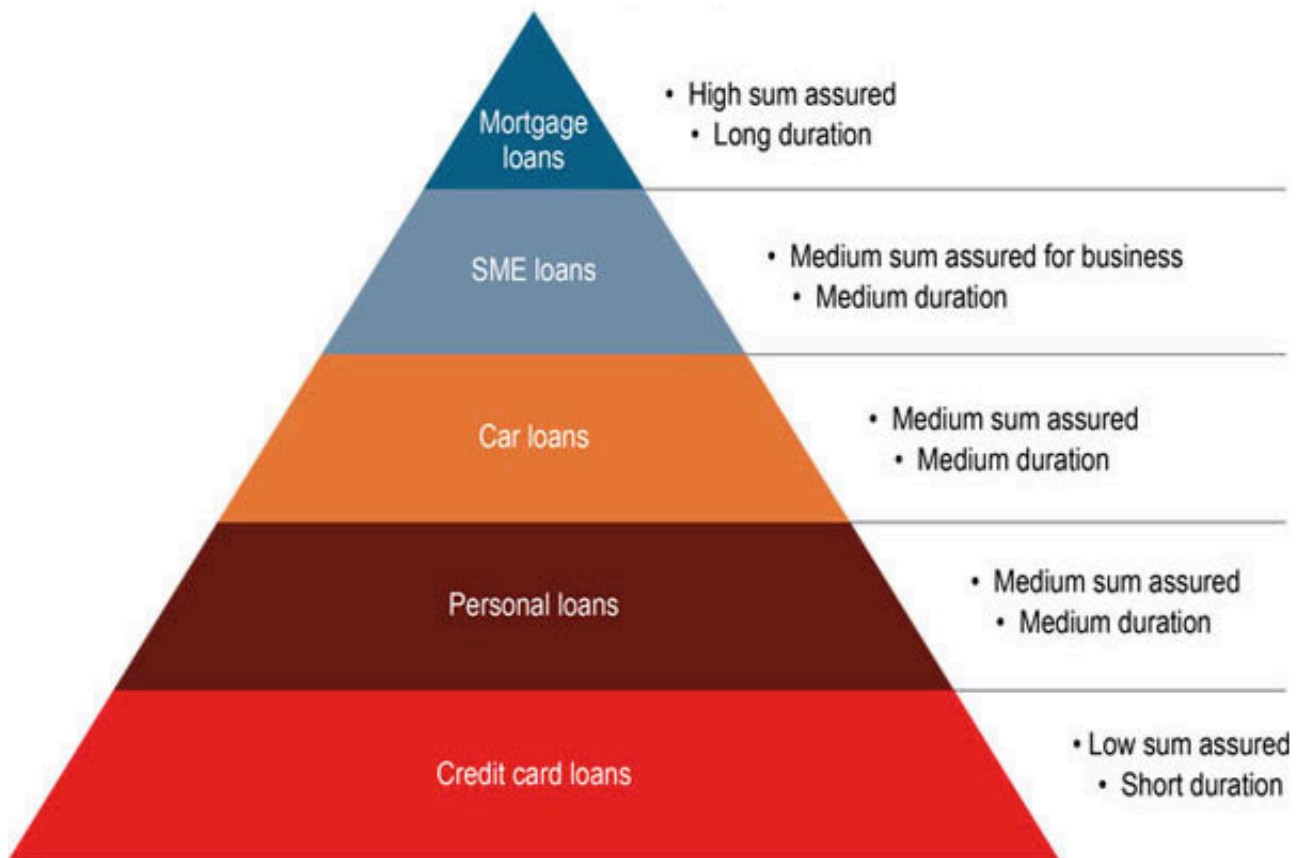 Mortgage
loans
• High sum assured
• Long duration
SME loans
• Medium sum assured for business
• Medium duration
Car loans
• Medium sum assured
• Medium duration
Personal loans
• Medium sum assured
• Medium duration
Credit card loans
• Low sum assured
• Short duration